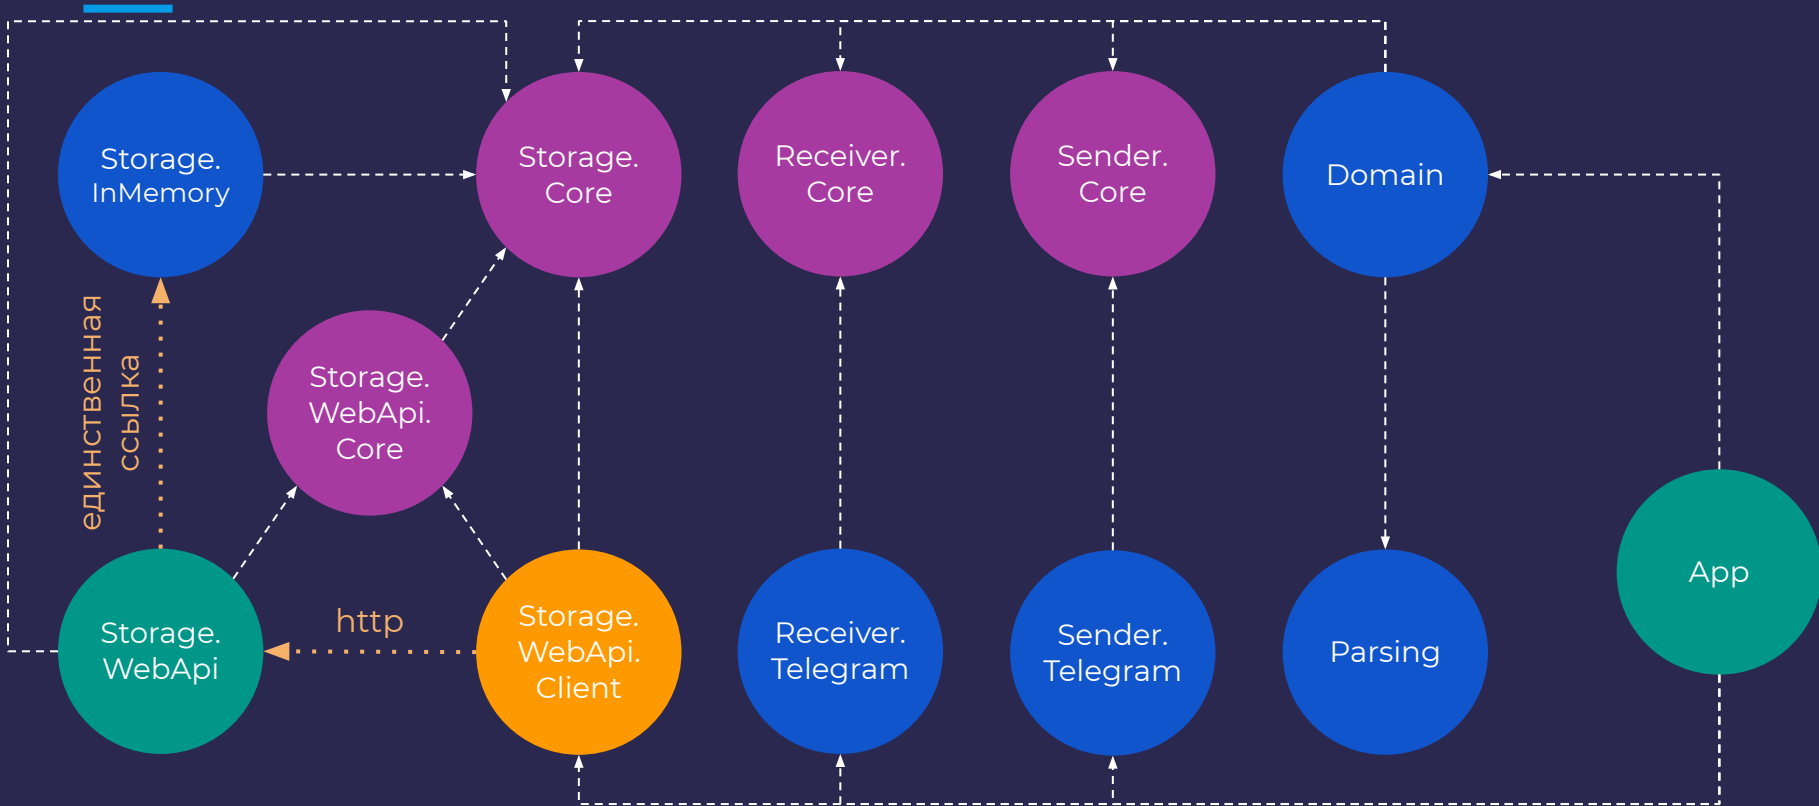 Storage.
InMemory
Storage.
Core
Receiver.
Core
Sender.
Core
Domain
единственная
ссылка
Storage.
WebApi.
Core
Storage.
WebApi
http
Storage.
WebApi.
Client
Receiver.
Telegram
Sender.
Telegram
Parsing
App